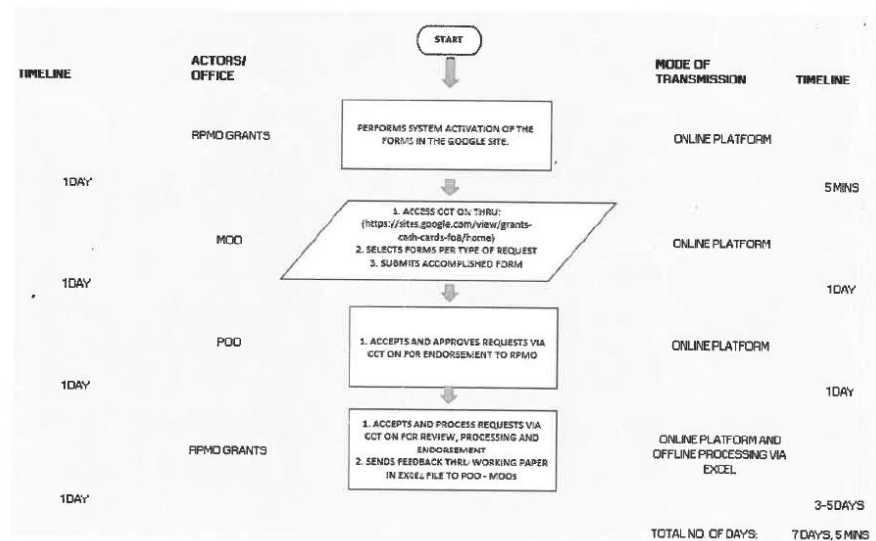 START
TIMELINE
ACTORS/
OFFICE
MODE OF
TRANSMISSION
TIMELINE
RPMO GRANTS
PERFORMS SYSTEM ACTIVATION OF THE
FORMS IN THE GOOGLE SITE.
ONLINE PLATFORM
1DAY
5 MINS
MOO
1. ACCESS CCT ON THRU:
(https://sites.google.com/view/grants-
cash-cards-fo8/home)
2. SELECTS FORMS PER TYPE OF REQUEST
3. SUBMITS ACCOMPLISHED FORM
ONLINE PLATFORM
1DAY
1DAY
POO
1. ACCEPTS AND APPROVES REQUESTS VIA
CCT ON FOR ENDORSEMENT TO RPMO
ONLINE PLATFORM
1DAY
1DAY
RPMO GRANTS
1. ACCEPTS AND PROCESS REQUESTS VIA
CCT ON FOR REVIEW, PROCESSING AND
ENDORSEMENT
2. SENDS FEEDBACK THRU WORKING PAPER
IN EXCEL FILE TO POO - MOOS
ONLINE PLATFORM AND
OFFLINE PROCESSING VIA
EXCEL
1DAY
3-5DAYS
TOTAL NO. OF DAYS: 7DAYS, 5 MINS